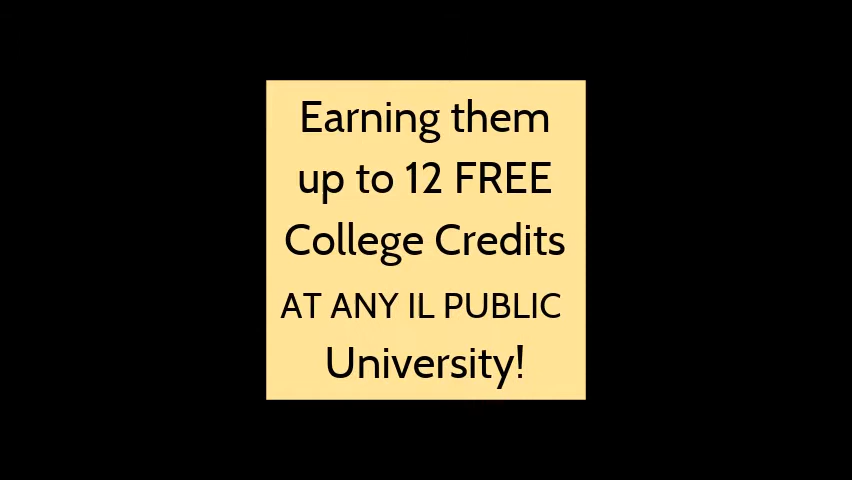 Earning them
up to 12 FREE
College Credits
AT ANY IL PUBLIC
University!